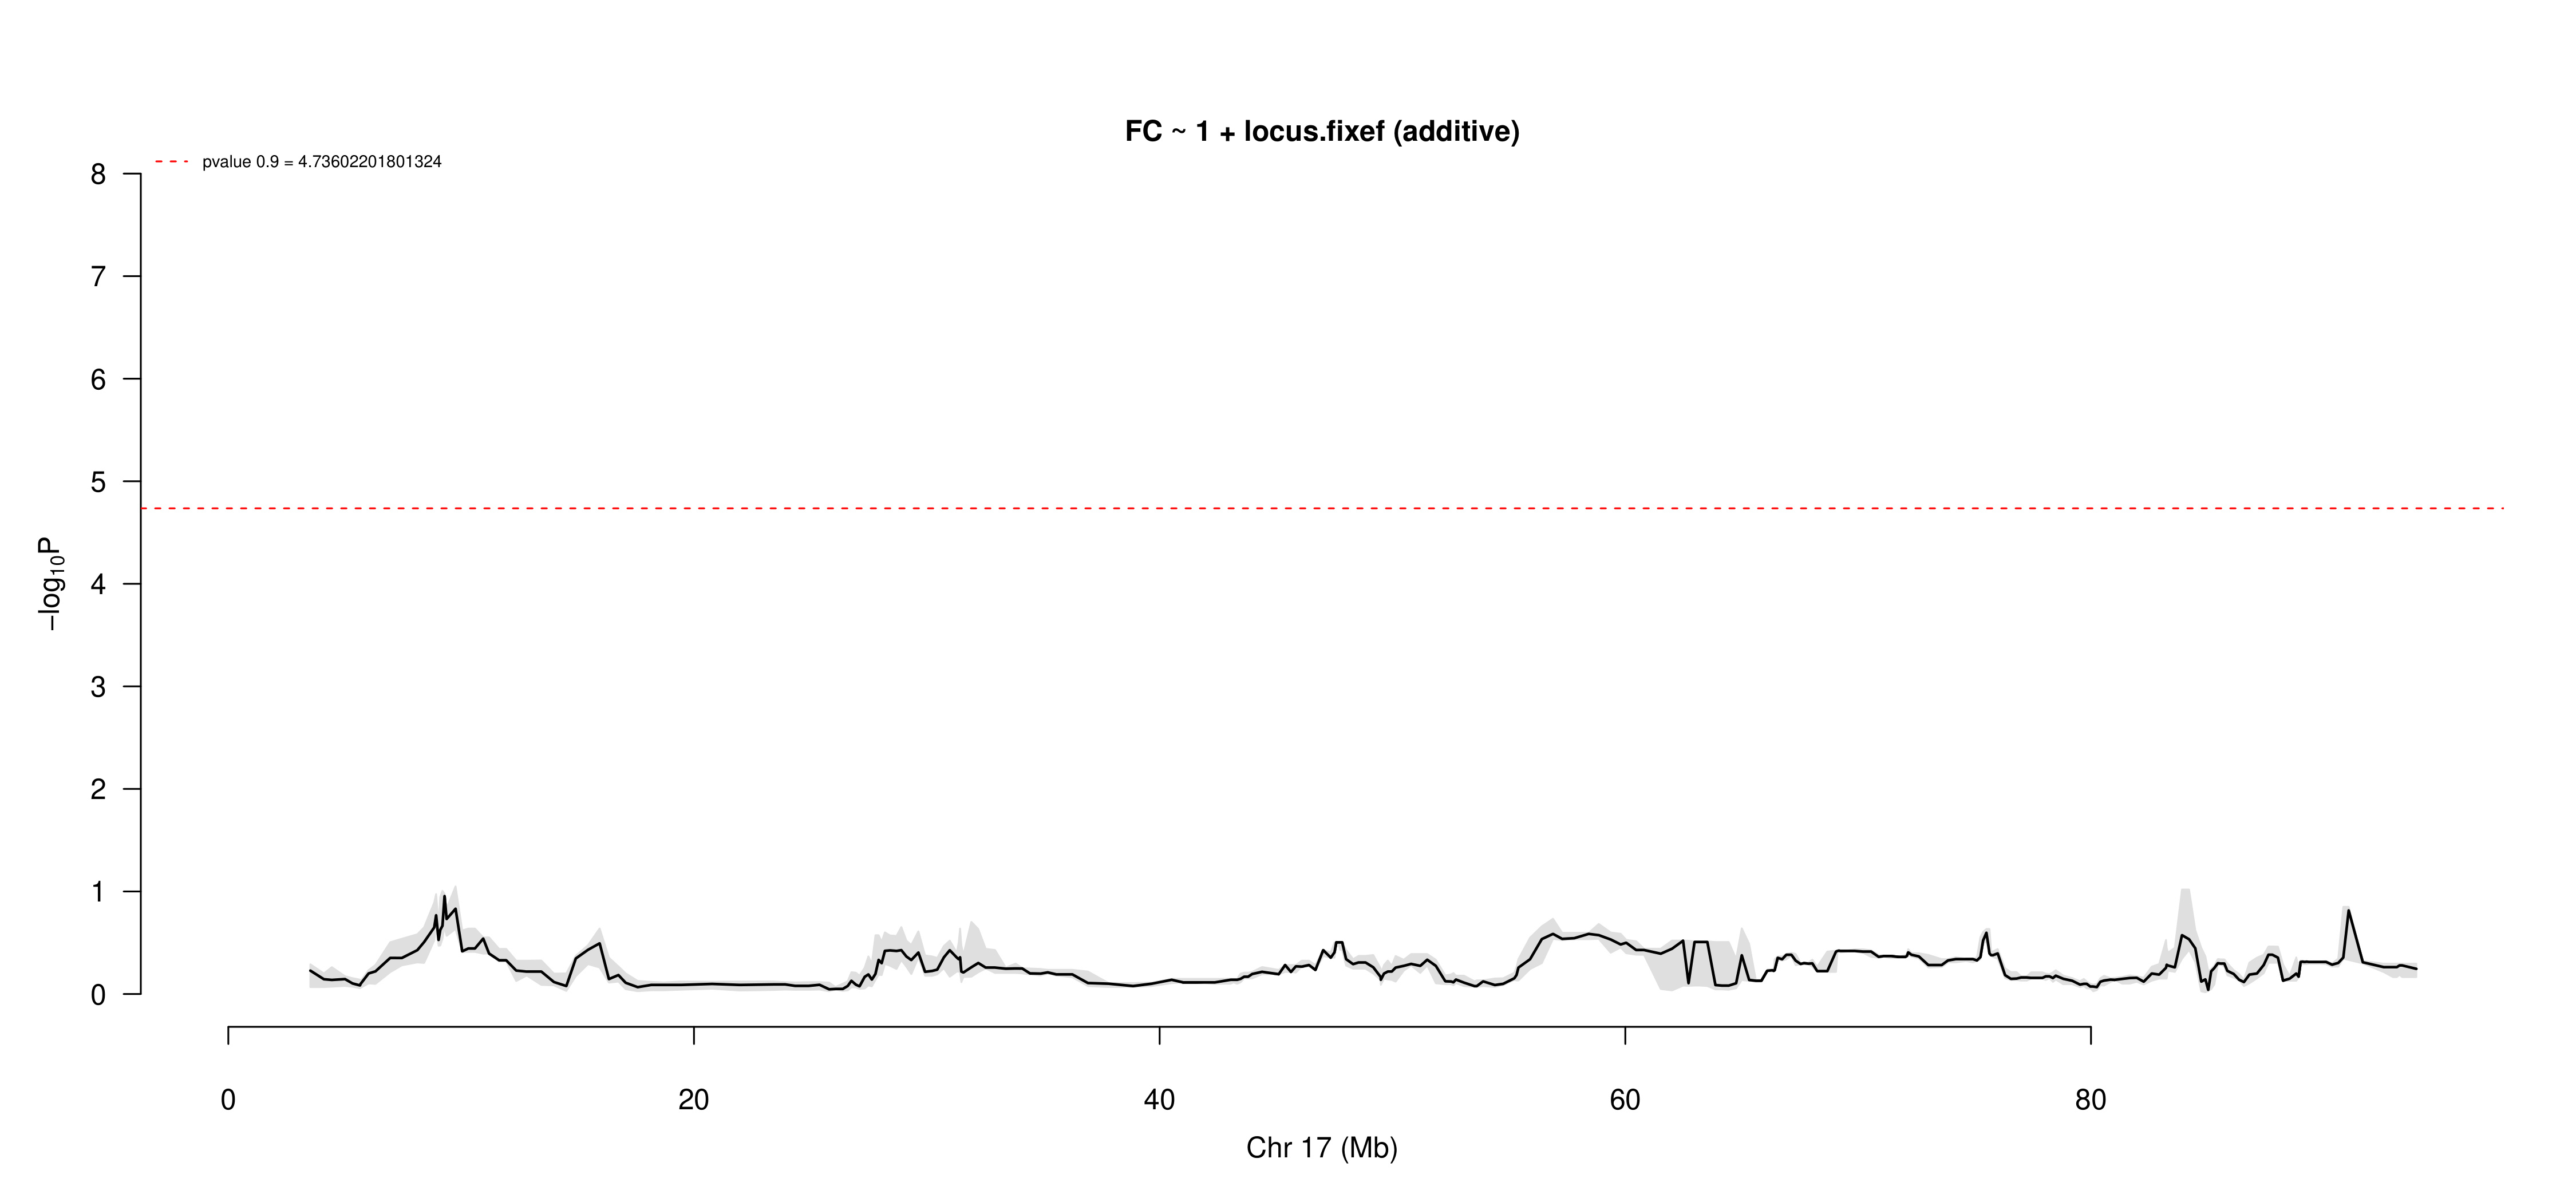 FC ~ 1 + locus.fixef (additive)
pvalue 0.9 = 4.73602201801324
8
7
6
5
4
3
2
1
0
−log10P
0 20 40 60 80
Chr 17 (Mb)